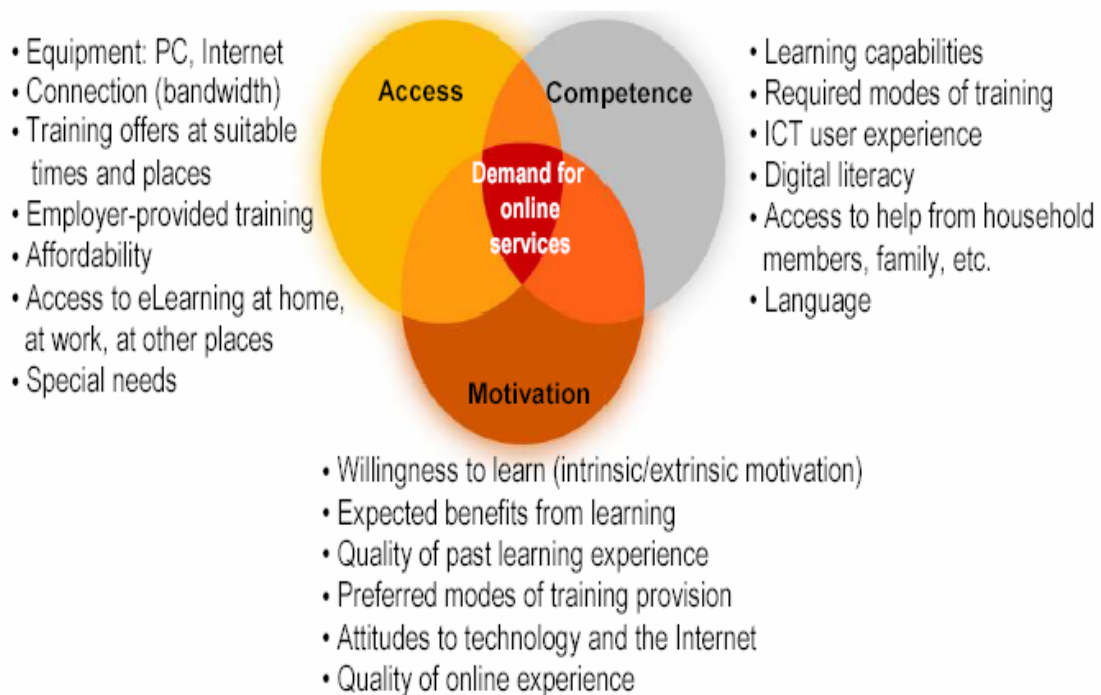 • Equipment: PC, Internet
• Connection (bandwidth)
• Training offers at suitable
times and places
• Employer-provided training
• Affordability
• Access to eLearning at home,
at work, at other places
• Special needs
Access
Competence
Demand for
online
services
Motivation
• Learning capabilities
• Required modes of training
• ICT user experience
• Digital literacy
• Access to help from household
members, family, etc.
• Language
• Willingness to learn (intrinsic/extrinsic motivation)
• Expected benefits from learning
• Quality of past learning experience
• Preferred modes of training provision
• Attitudes to technology and the Internet
• Quality of online experience